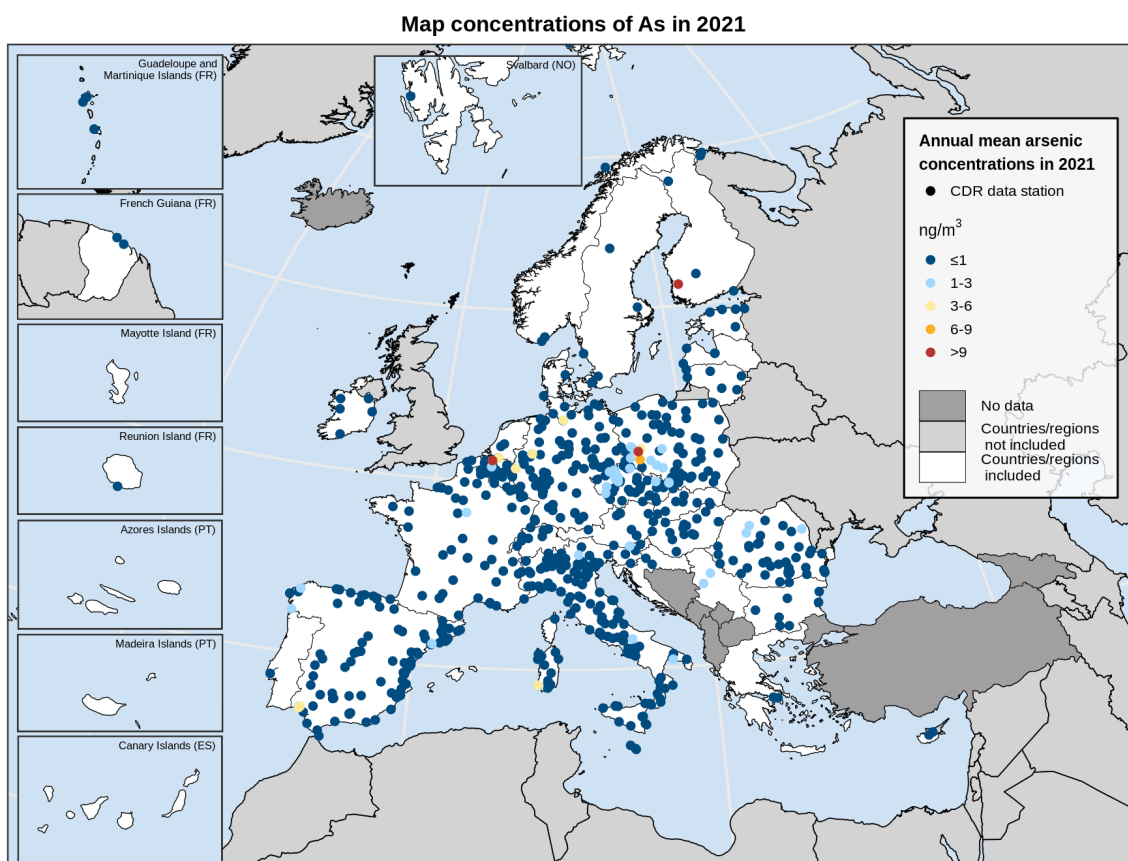 Map concentrations of As in 2021
Guadeloupe and
Martinique Islands (FR)
Svalbard (NO)
French Guiana (FR)
Mayotte Island (FR)
Reunion Island (FR)
Azores Islands (PT)
Madeira Islands (PT)
Canary Islands (ES)
Annual mean arsenic
concentrations in 2021
CDR data station
ng/m³
≤1
1-3
3-6
6-9
>9
No data
Countries/regions
not included
Countries/regions
included